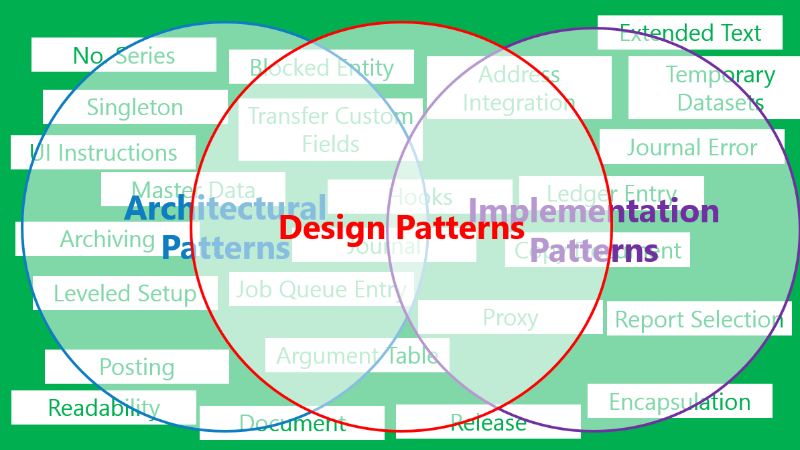 Extended Text
No. Series
Blocked Entity
Address
Integration
Temporary
Datasets
Singleton
Transfer Custom
Fields
UI Instructions
Journal Error
Master Data
Hooks
Ledger Entry
Architectural
Patterns
Design Patterns
Implementation
Patterns
Archiving
Journal
Leveled Setup
Job Queue Entry
Proxy
Report Selection
Posting
Argument Table
Readability
Document
Release
Encapsulation